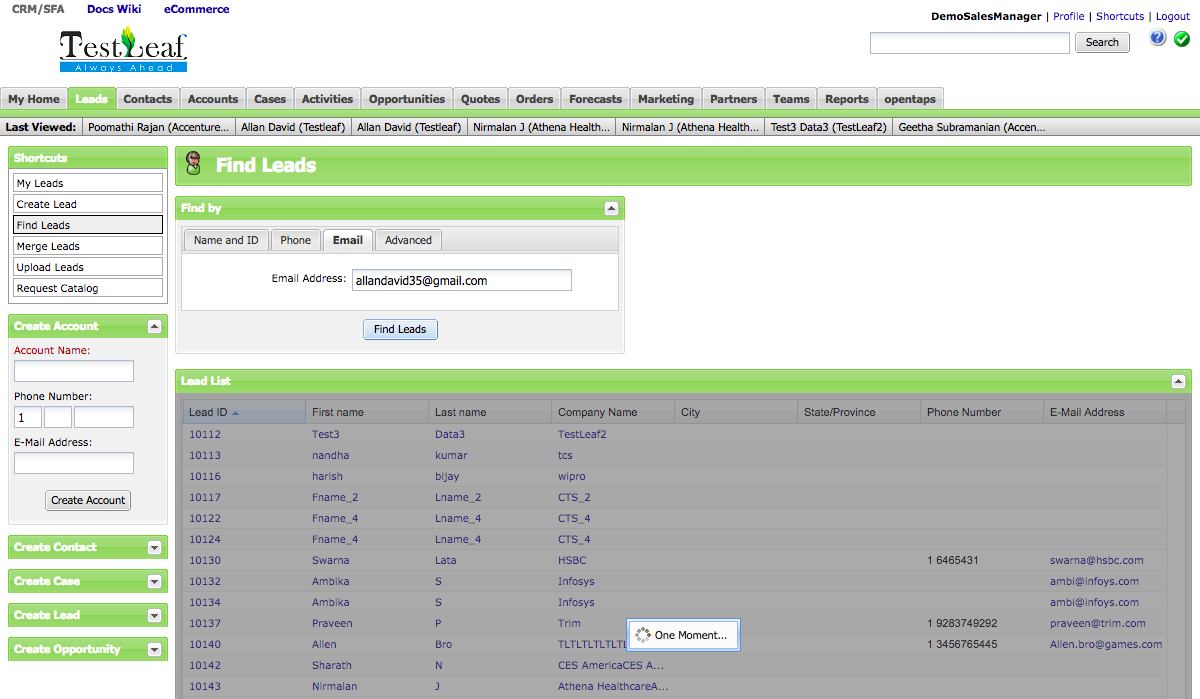 CRM/SFA Docs Wiki eCommerce
DemoSalesManager | Profile | Shortcuts | Logout
TestLeaf
Always Ahead
Search
?
My Home Leads Contacts Accounts Cases Activities Opportunities Quotes Orders Forecasts Marketing Partners Teams Reports opentaps
Last Viewed: Poomathi Rajan (Accenture... Allan David (Testleaf) Allan David (Testleaf) Nirmalan J (Athena Health... Nirmalan J (Athena Health... Test3 Data3 (TestLeaf2) Geetha Subramanian (Accen...
Shortcuts
My Leads
Create Lead
Find Leads
Merge Leads
Upload Leads
Request Catalog
Create Account
Account Name:
Phone Number:
1
E-Mail Address:
Create Account
Create Contact
Create Case
Create Lead
Create Opportunity
Find Leads
Find by
Name and ID Phone Email Advanced
Email Address: allandavid35@gmail.com
Find Leads
Lead List
Lead ID First name Last name Company Name City State/Province Phone Number E-Mail Address
10112 Test3 Data3 TestLeaf2
10113 nandha kumar tcs
10116 harish bijay wipro
10117 Fname_2 Lname_2 CTS_2
10122 Fname_4 Lname_4 CTS_4
10124 Fname_4 Lname_4 CTS_4
10130 Swarna Lata HSBC 1 6465431 swarna@hsbc.com
10132 Ambika S Infosys ambi@infoys.com
10134 Ambika S Infosys ambi@infoys.com
10137 Praveen P Trim 1 9283749292 praveen@trim.com
One Moment...
10140 Allen Bro TLTLTLTLTL 1 3456765445 Allen.bro@games.com
10142 Sharath N CES AmericaCES A...
10143 Nirmalan J Athena HealthcareA...